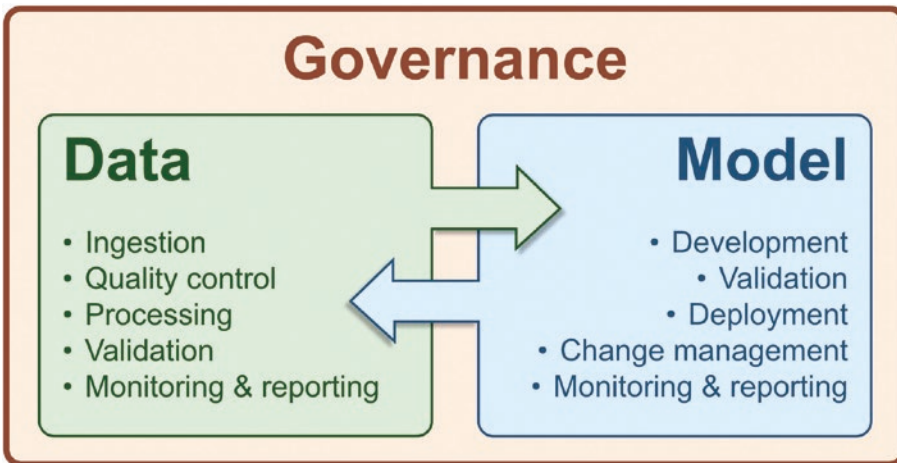 Governance
Data
• Ingestion
• Quality control
• Processing
• Validation
• Monitoring & reporting
Model
• Development
• Validation
• Deployment
• Change management
• Monitoring & reporting